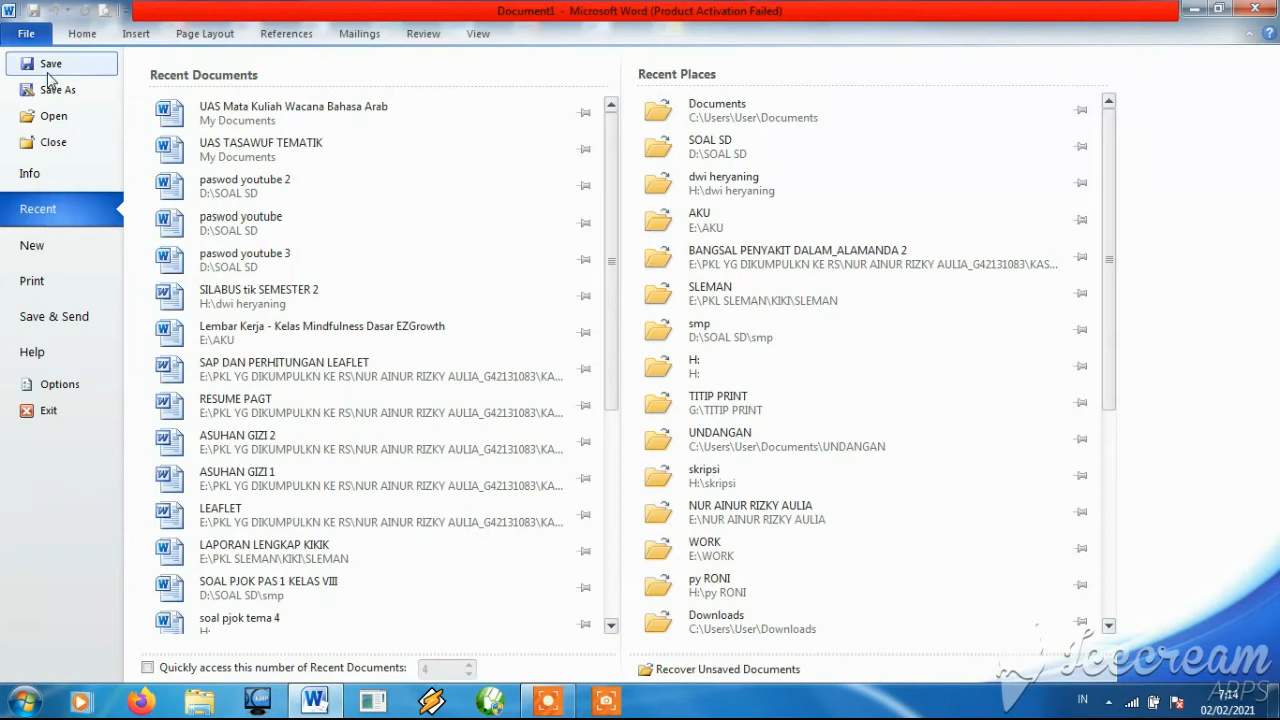 Document1 - Microsoft Word (Product Activation Failed)
File Home Insert Page Layout References Mailings Review View
Save
Save As
Open
Close
Info
Recent
New
Print
Save & Send
Help
Options
Exit
Recent Documents
UAS Mata Kuliah Wacana Bahasa Arab
My Documents
UAS TASAWUF TEMATIK
My Documents
paswod youtube 2
D:\SOAL SD
paswod youtube
D:\SOAL SD
paswod youtube 3
D:\SOAL SD
SILABUS tik SEMESTER 2
H:\dwi heryaning
Lembar Kerja - Kelas Mindfulness Dasar EZGrowth
E:\AKU
SAP DAN PERHITUNGAN LEAFLET
E:\PKL YG DIKUMPULKN KE RS\NUR AINUR RIZKY AULIA_G42131083\KA...
RESUME PAGT
E:\PKL YG DIKUMPULKN KE RS\NUR AINUR RIZKY AULIA_G42131083\KA...
ASUHAN GIZI 2
E:\PKL YG DIKUMPULKN KE RS\NUR AINUR RIZKY AULIA_G42131083\KA...
ASUHAN GIZI 1
E:\PKL YG DIKUMPULKN KE RS\NUR AINUR RIZKY AULIA_G42131083\KA...
LEAFLET
E:\PKL YG DIKUMPULKN KE RS\NUR AINUR RIZKY AULIA_G42131083\KA...
LAPORAN LENGKAP KIKIK
E:\PKL SLEMAN\KIKI\SLEMAN
SOAL PJOK PAS 1 KELAS VIII
D:\SOAL SD\smp
soal pjok tema 4
H:
Quickly access this number of Recent Documents: 4
Recent Places
Documents
C:\Users\User\Documents
SOAL SD
D:\SOAL SD
dwi heryaning
H:\dwi heryaning
AKU
E:\AKU
BANGSAL PENYAKIT DALAM_ALAMANDA 2
E:\PKL YG DIKUMPULKN KE RS\NUR AINUR RIZKY AULIA_G42131083\KAS...
SLEMAN
E:\PKL SLEMAN\KIKI\SLEMAN
smp
D:\SOAL SD\smp
H:
H:
TITIP PRINT
G:\TITIP PRINT
UNDANGAN
C:\Users\User\Documents\UNDANGAN
skripsi
H:\skripsi
NUR AINUR RIZKY AULIA
E:\NUR AINUR RIZKY AULIA
WORK
E:\WORK
py RONI
H:\py RONI
Downloads
C:\Users\User\Downloads
Recover Unsaved Documents
Icecream
APPS
IN
7:14
02/02/2021